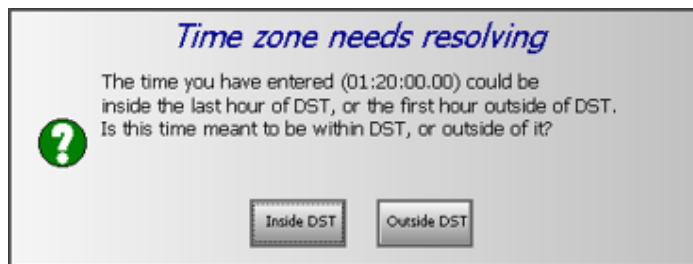 Time zone needs resolving
The time you have entered (01:20:00.00) could be
inside the last hour of DST, or the first hour outside of DST.
Is this time meant to be within DST, or outside of it?
Inside DST Outside DST